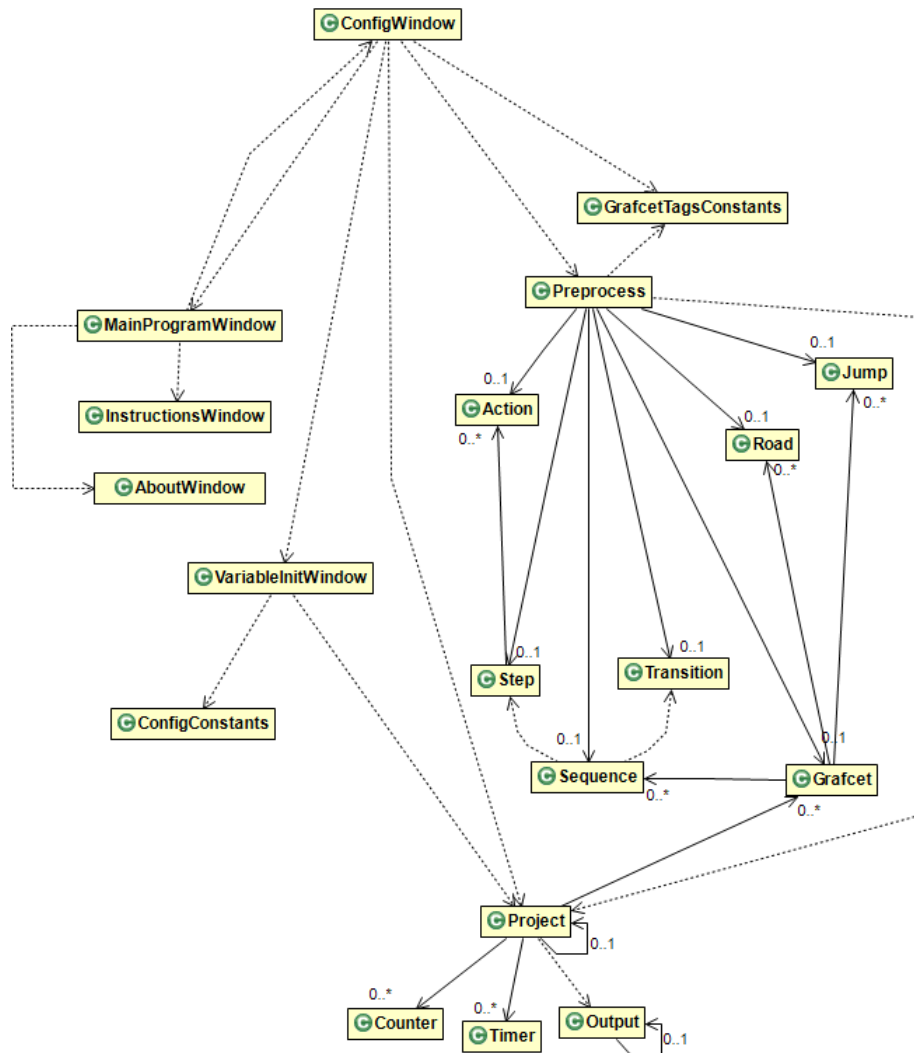 C ConfigWindow
C GrafcetTagsConstants
C Preprocess
C MainProgramWindow
0..1
C Jump
0..*
0..1
C Action
0..*
C InstructionsWindow
0..1
C Road
0..*
C AboutWindow
C VariableInitWindow
0..1
C Step
0..1
C Transition
C ConfigConstants
0..1
C Sequence
0..*
0..1
C Grafcet
0..*
C Project
0..1
0..*
C Counter
0..*
C Timer
C Output
0..1